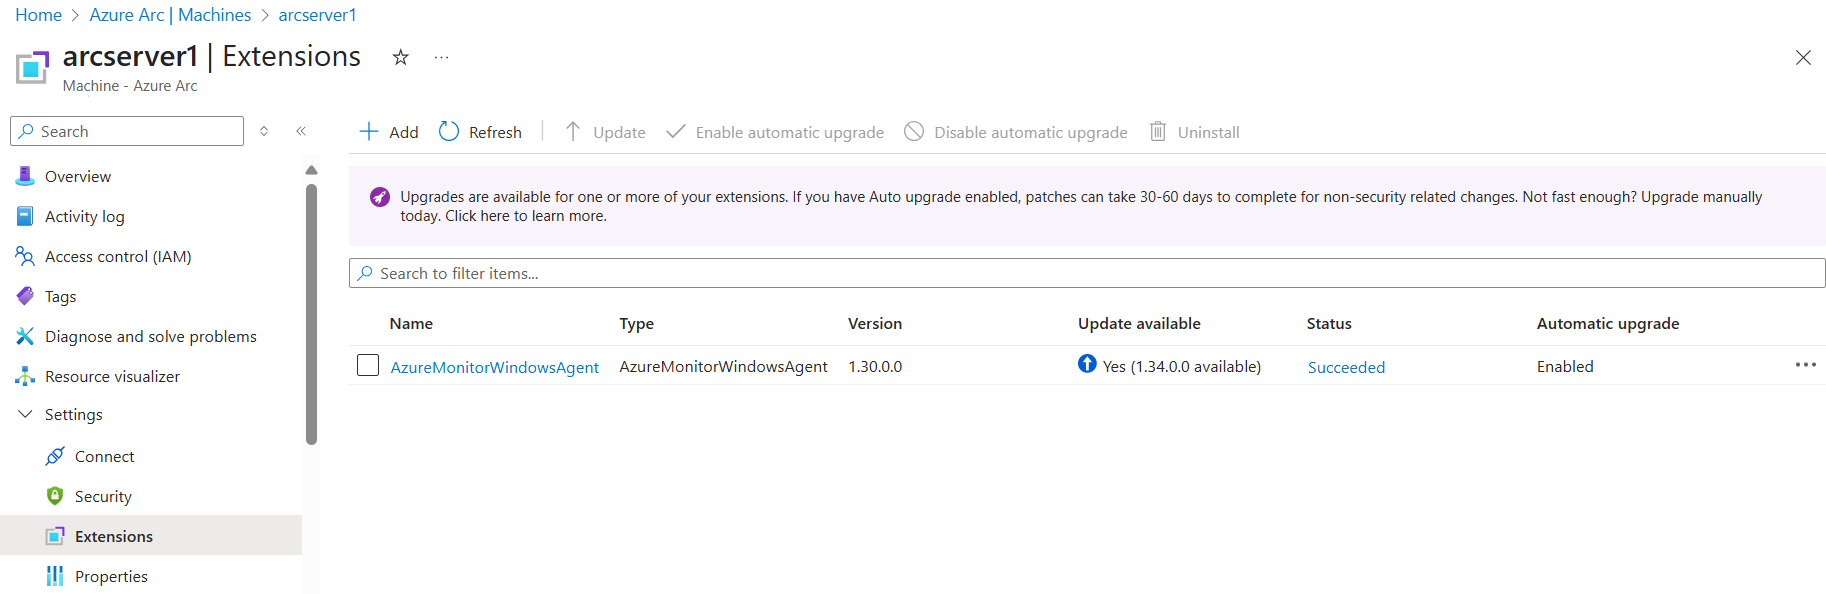 Home > Azure Arc | Machines > arcserver1
arcserver1 | Extensions
Machine - Azure Arc
Search
Overview
Activity log
Access control (IAM)
Tags
Diagnose and solve problems
Resource visualizer
Settings
Connect
Security
Extensions
Properties
Add Refresh Update Enable automatic upgrade Disable automatic upgrade Uninstall
Upgrades are available for one or more of your extensions. If you have Auto upgrade enabled, patches can take 30-60 days to complete for non-security related changes. Not fast enough? Upgrade manually
today. Click here to learn more.
Search to filter items...
Name Type Version Update available Status Automatic upgrade
AzureMonitorWindowsAgent AzureMonitorWindowsAgent 1.30.0.0 Yes (1.34.0.0 available) Succeeded Enabled